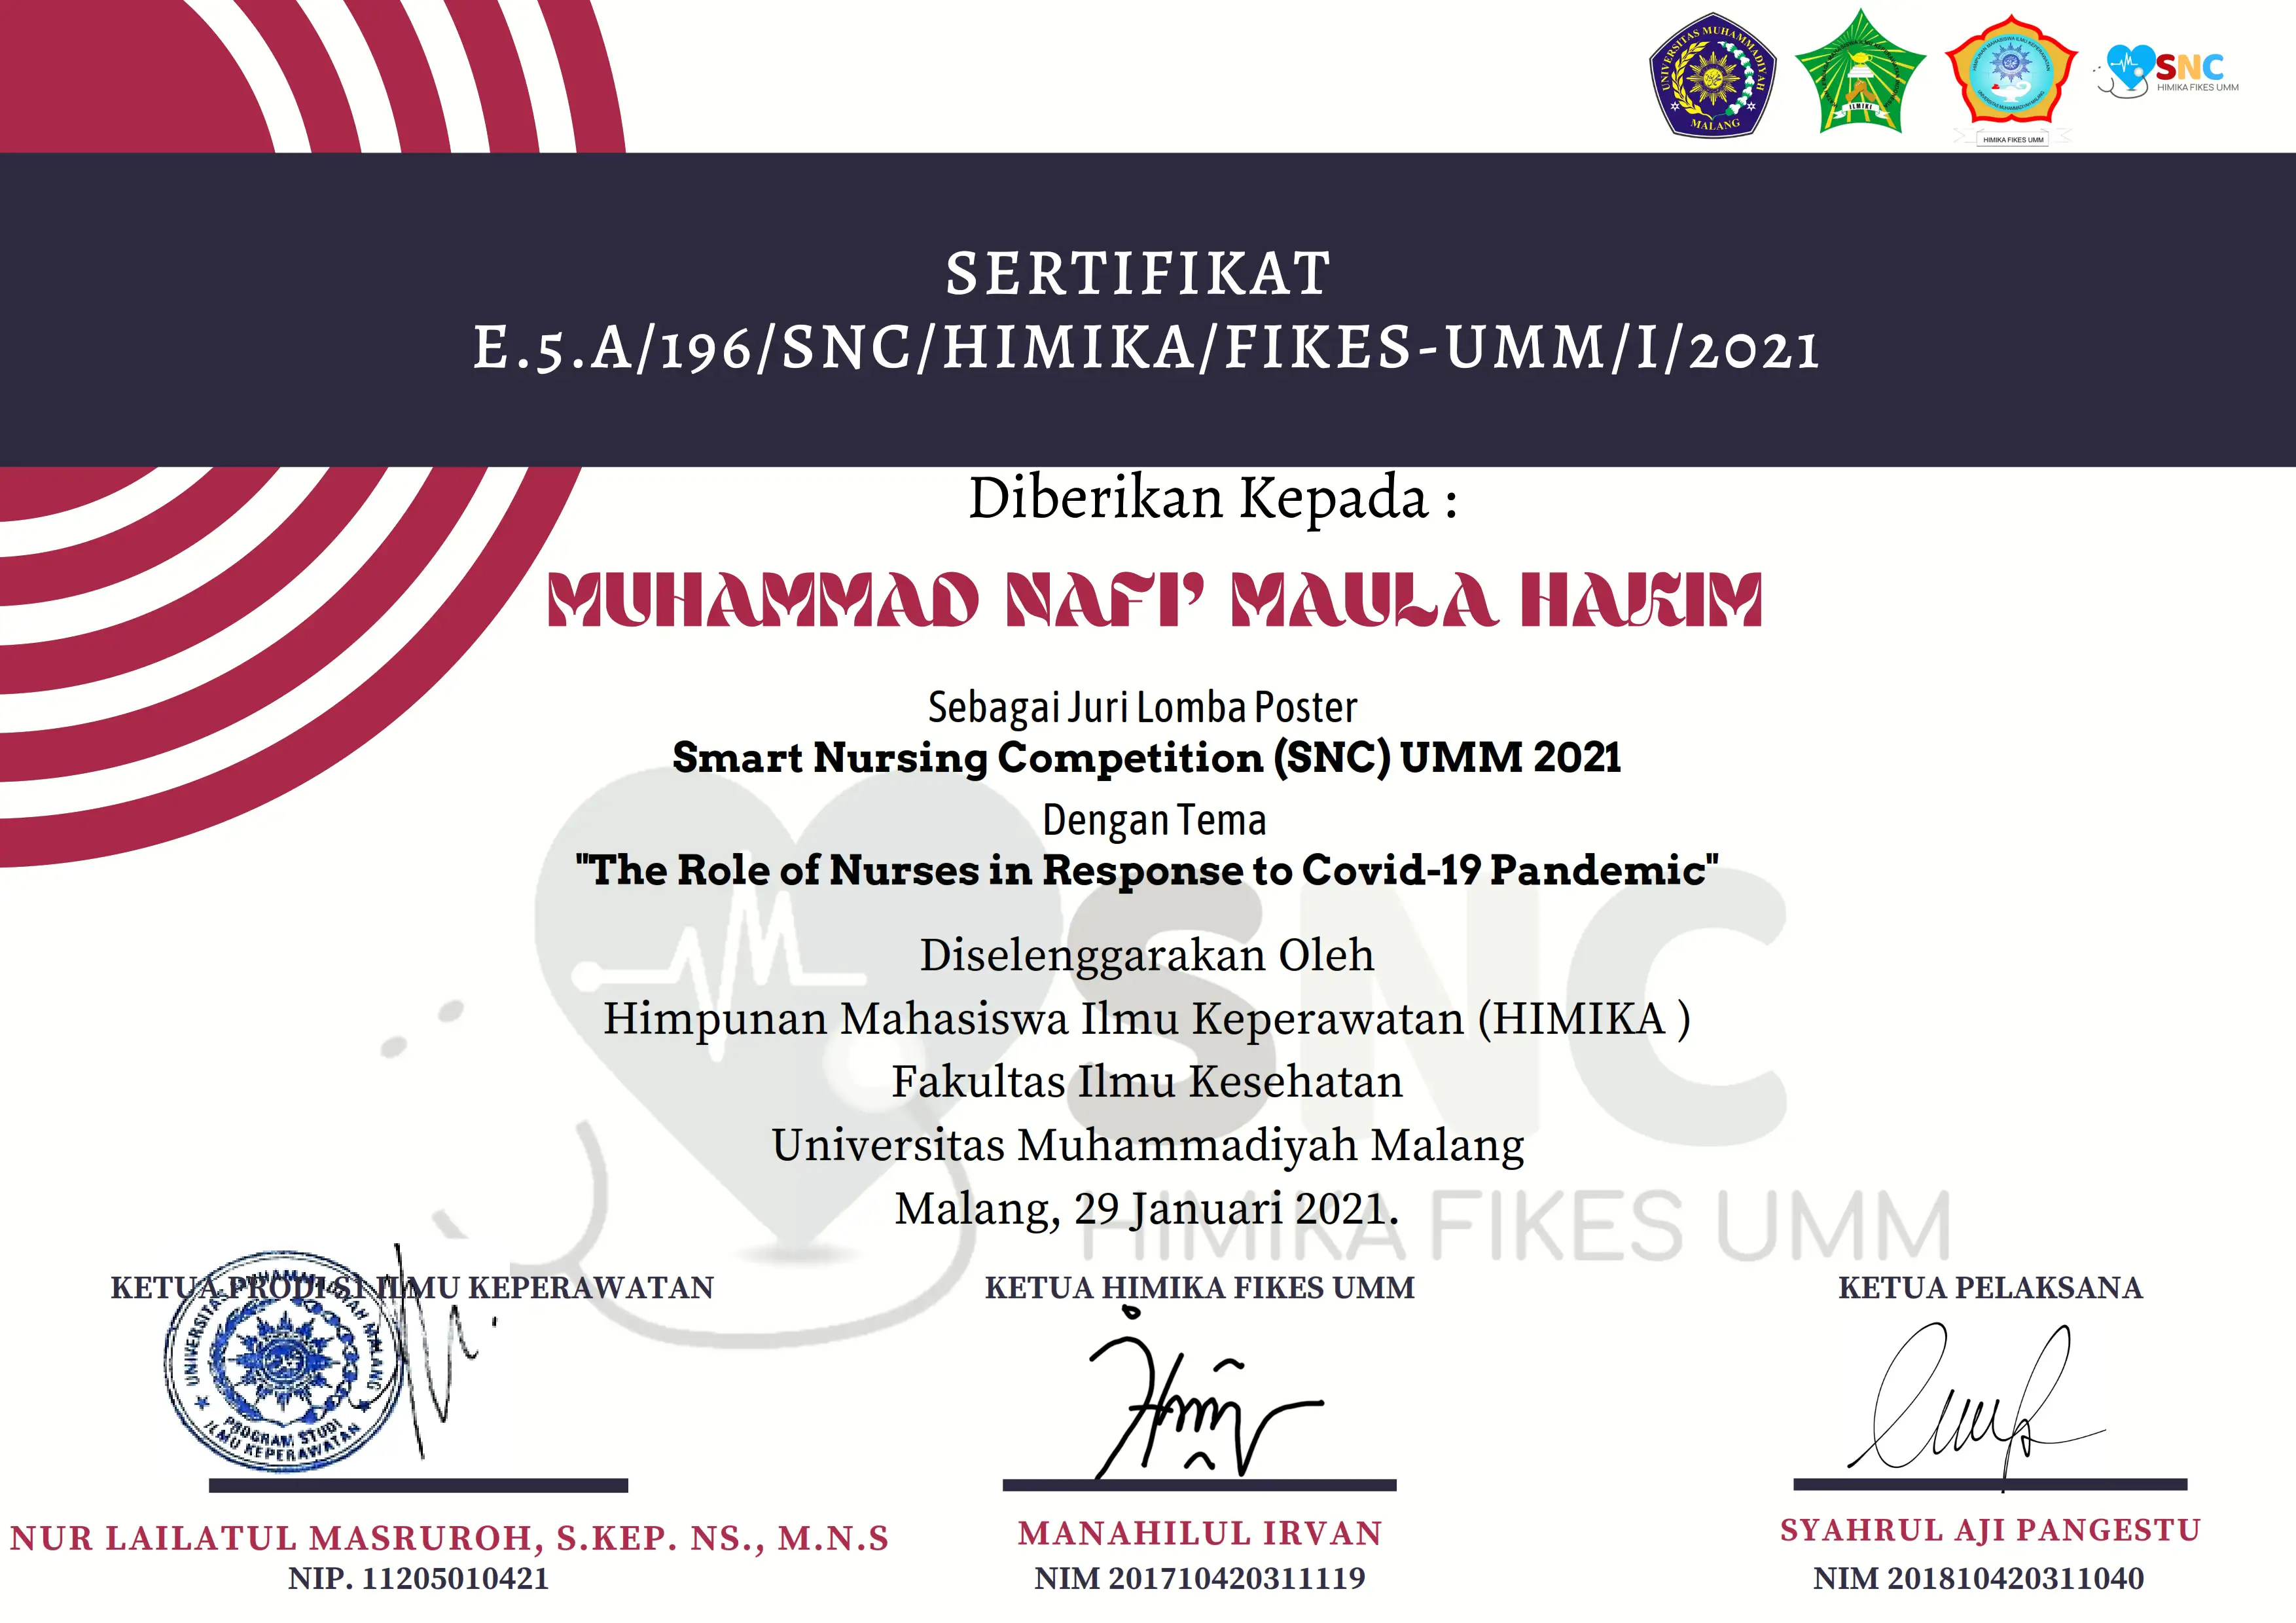 UNIVERSITAS MUHAMMADIYAH
MALANG
ILMIKI
HIMIKA FIKES UMM
SNC
HIMIKA FIKES UMM
SERTIFIKAT
E.5.A/196/SNC/HIMIKA/FIKES-UMM/I/2021
Diberikan Kepada :
MUHAMMAD NAFI’ MAULA HAKIM
Sebagai Juri Lomba Poster
Smart Nursing Competition (SNC) UMM 2021
Dengan Tema
"The Role of Nurses in Response to Covid-19 Pandemic"
SNC
Diselenggarakan Oleh
Himpunan Mahasiswa Ilmu Keperawatan (HIMIKA )
Fakultas Ilmu Kesehatan
Universitas Muhammadiyah Malang
Malang, 29 Januari 2021.
HIMIKA FIKES UMM
KETUA PRODI S1 ILMU KEPERAWATAN
KETUA HIMIKA FIKES UMM
KETUA PELAKSANA
UNIVERSITAS MUHAMMADIYAH MALANG
PROGRAM STUDI
ILMU KEPERAWATAN
NUR LAILATUL MASRUROH, S.KEP. NS., M.N.S
MANAHILUL IRVAN
SYAHRUL AJI PANGESTU
NIP. 11205010421
NIM 201710420311119
NIM 201810420311040